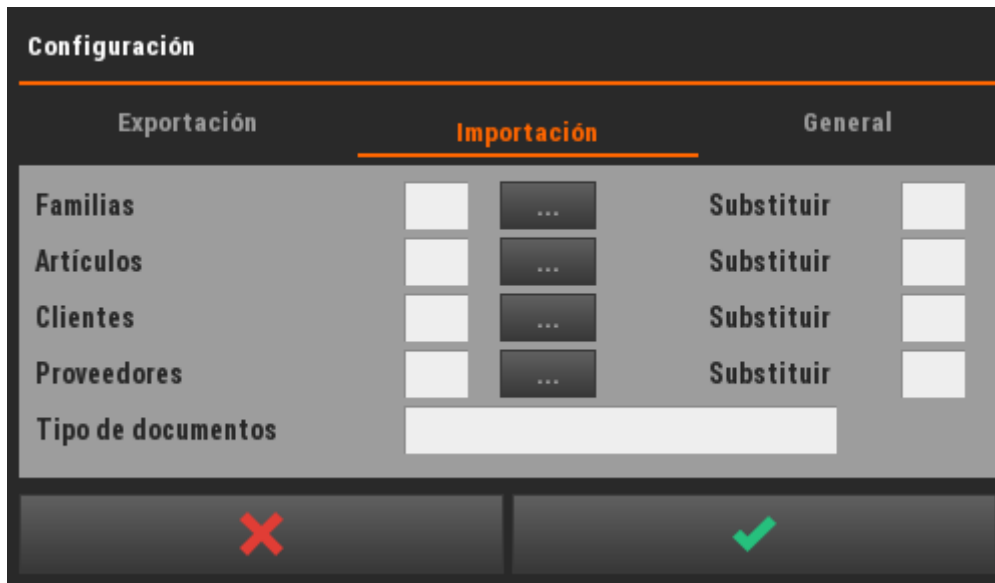 Configuración
Exportación Importación General
Familias ... Substituir
Artículos ... Substituir
Clientes ... Substituir
Proveedores ... Substituir
Tipo de documentos